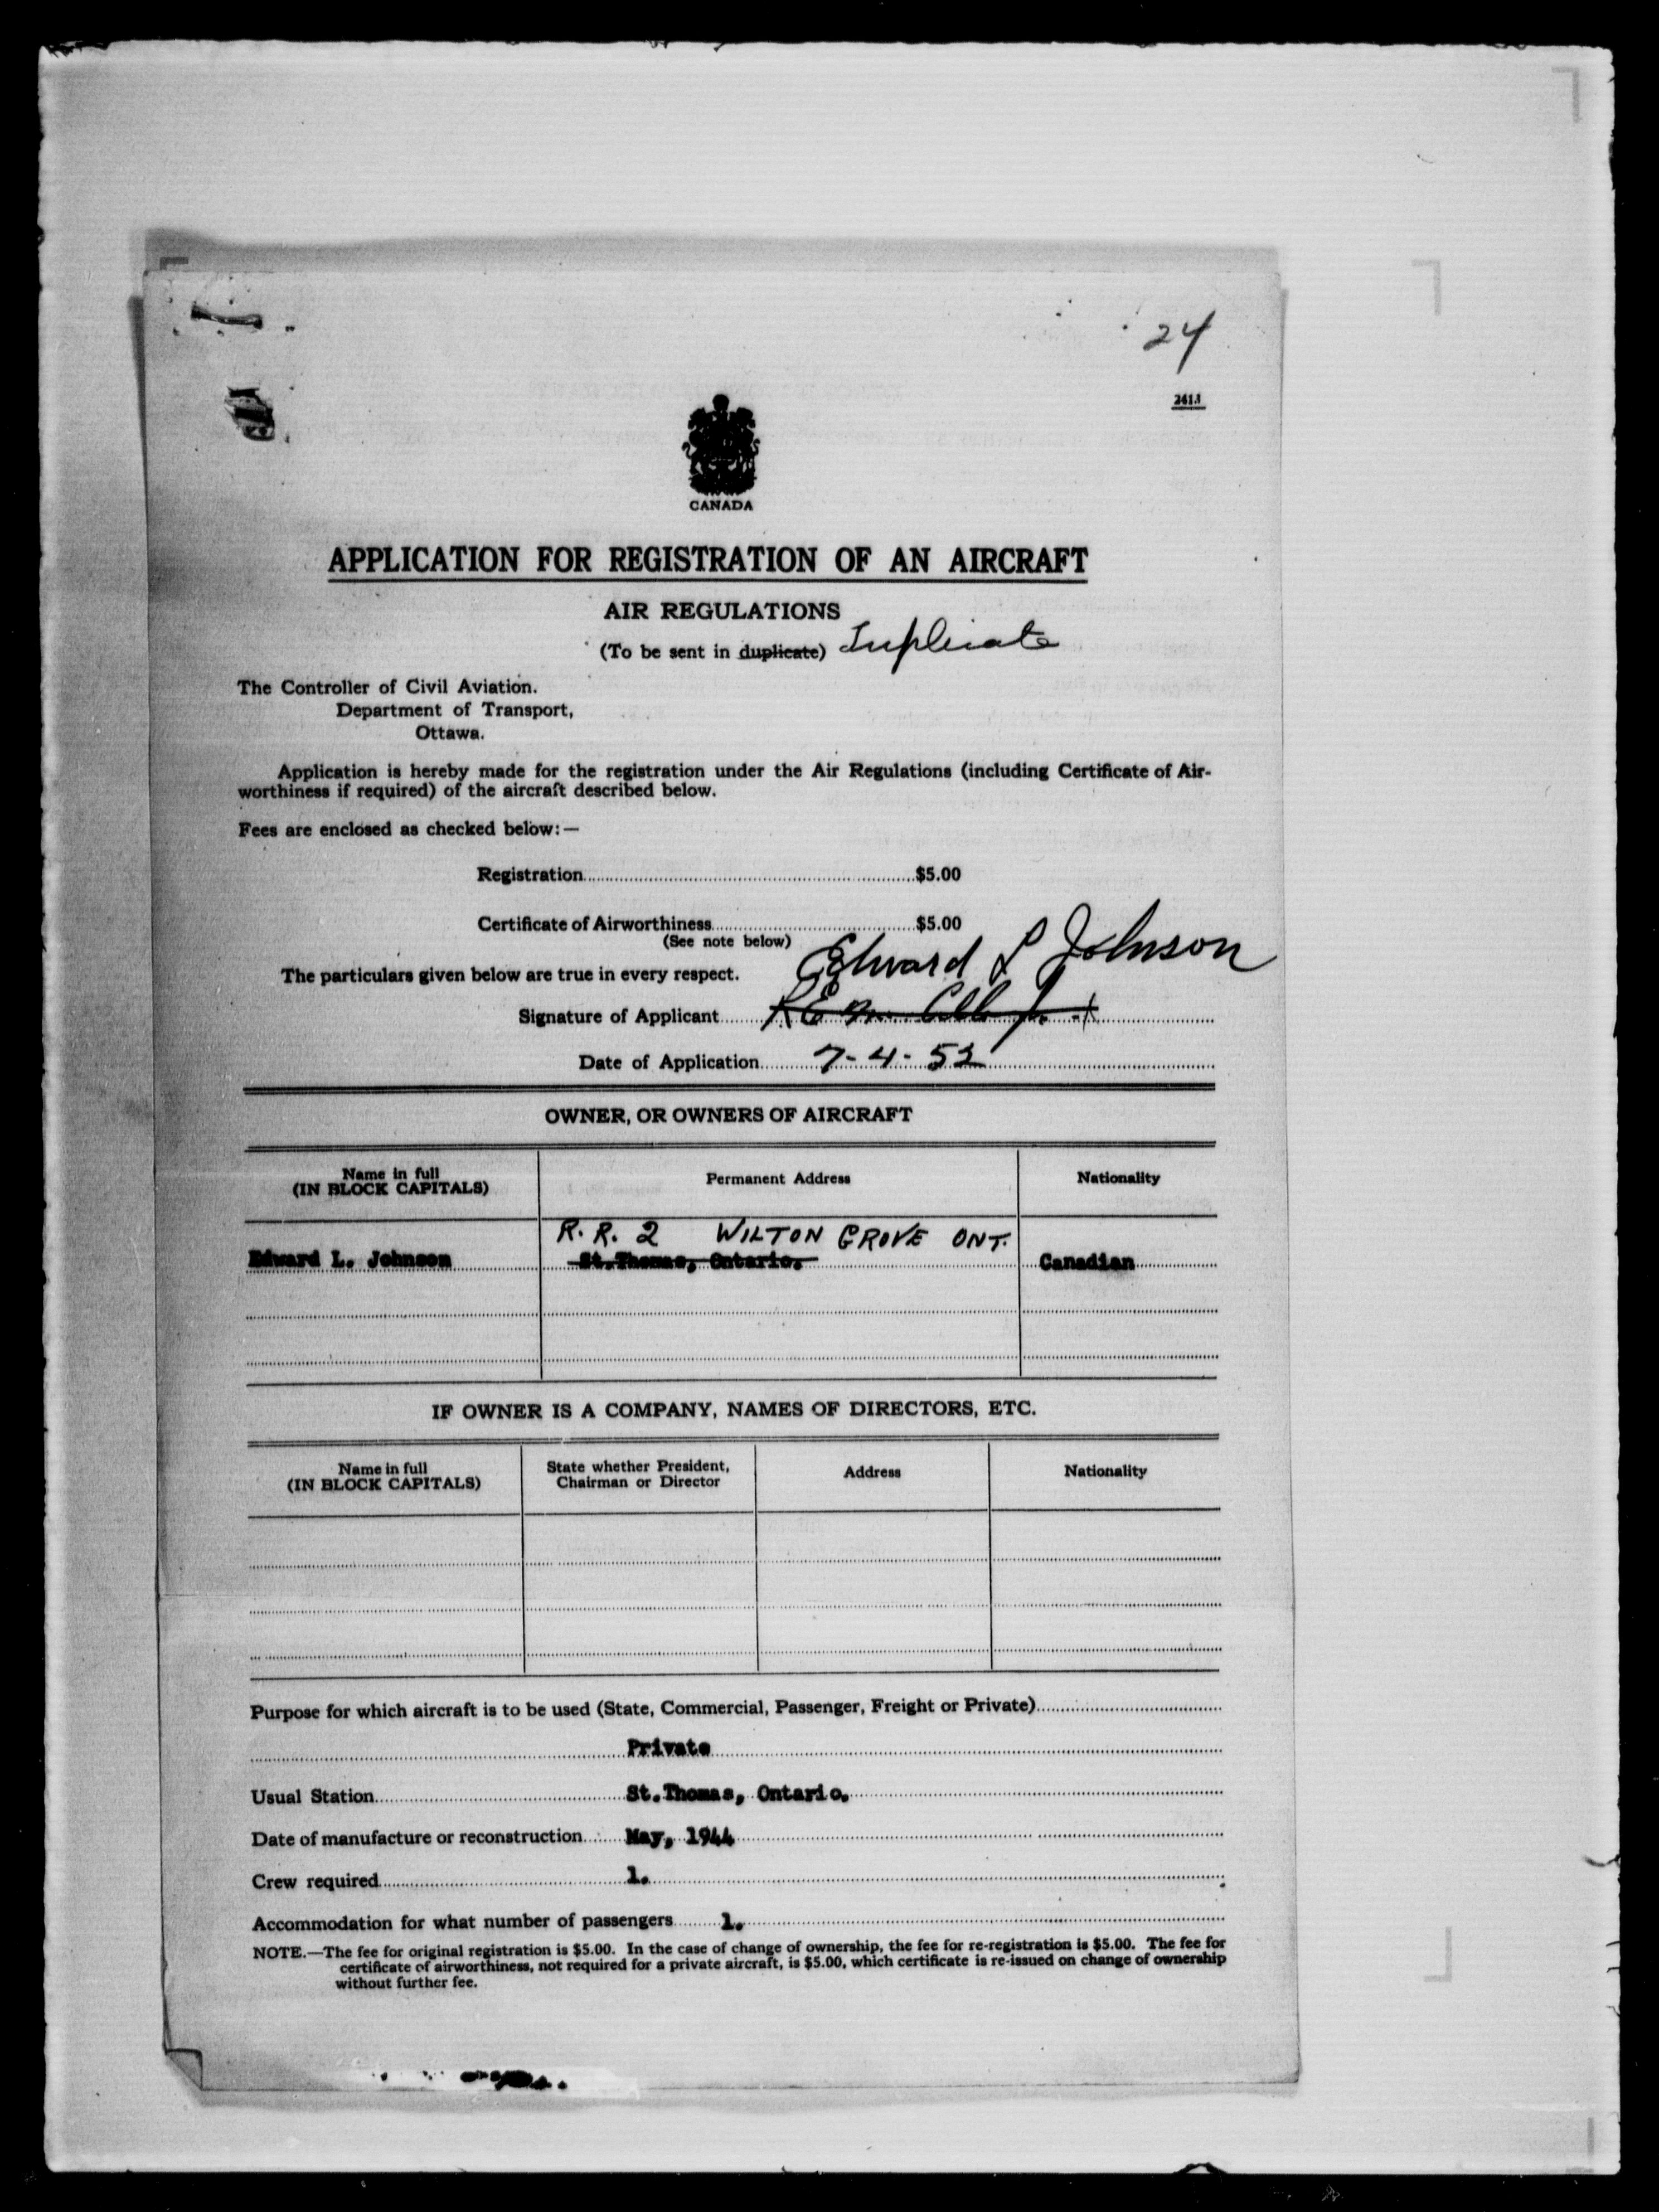 24
241.1
CANADA
APPLICATION FOR REGISTRATION OF AN AIRCRAFT
AIR REGULATIONS
(To be sent in duplicate) Triplicate
The Controller of Civil Aviation.
Department of Transport,
Ottawa.
Application is hereby made for the registration under the Air Regulations (including Certificate of Air-
worthiness if required) of the aircraft described below.
Fees are enclosed as checked below:—
Registration $5.00
Certificate of Airworthiness $5.00
(See note below)
Edward L Johnson
The particulars given below are true in every respect.
Signature of Applicant
Date of Application 7-4-52
OWNER, OR OWNERS OF AIRCRAFT
Name in full
(IN BLOCK CAPITALS)
Permanent Address
Nationality
R.R. 2 WILTON GROVE ONT.
Edward L. Johnson St.Thomas, Ontario. Canadian
IF OWNER IS A COMPANY, NAMES OF DIRECTORS, ETC.
Name in full
(IN BLOCK CAPITALS)
State whether President,
Chairman or Director
Address
Nationality
Purpose for which aircraft is to be used (State, Commercial, Passenger, Freight or Private)
Private
Usual Station St.Thomas, Ontario.
Date of manufacture or reconstruction May, 1944
Crew required 1.
Accommodation for what number of passengers 1.
NOTE.—The fee for original registration is $5.00. In the case of change of ownership, the fee for re-registration is $5.00. The fee for
certificate of airworthiness, not required for a private aircraft, is $5.00, which certificate is re-issued on change of ownership
without further fee.